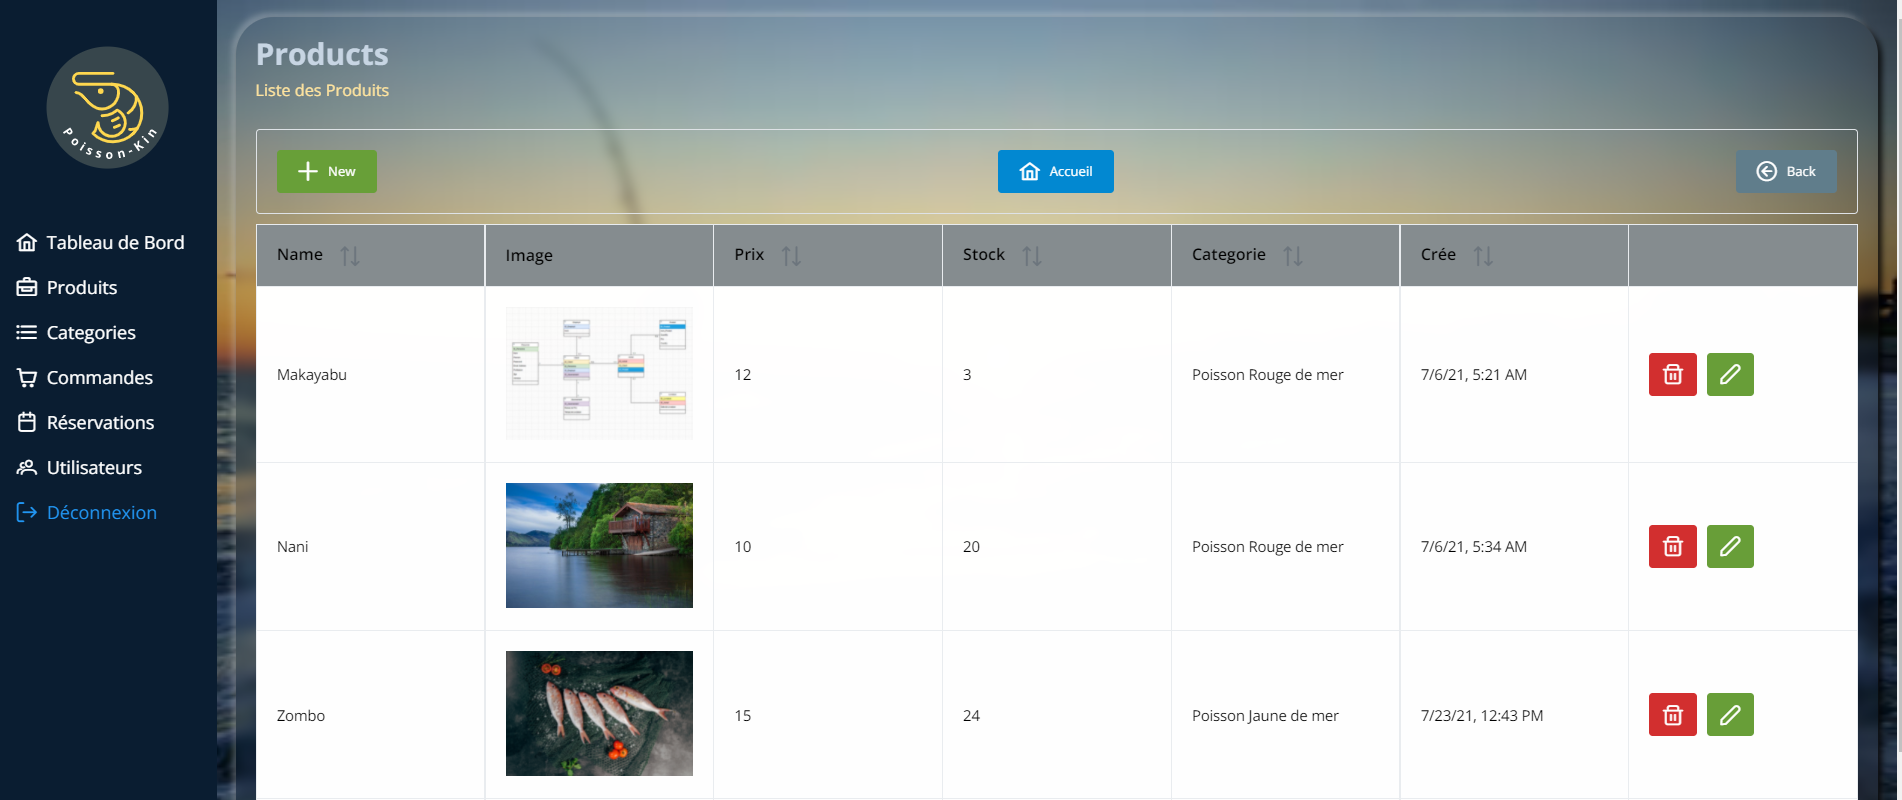 Poisson-Kin
Tableau de Bord
Produits
Categories
Commandes
Réservations
Utilisateurs
Déconnexion
Products
Liste des Produits
New
Accueil
Back
Name Image Prix Stock Categorie Crée
Makayabu 12 3 Poisson Rouge de mer 7/6/21, 5:21 AM
Nani 10 20 Poisson Rouge de mer 7/6/21, 5:34 AM
Zombo 15 24 Poisson Jaune de mer 7/23/21, 12:43 PM